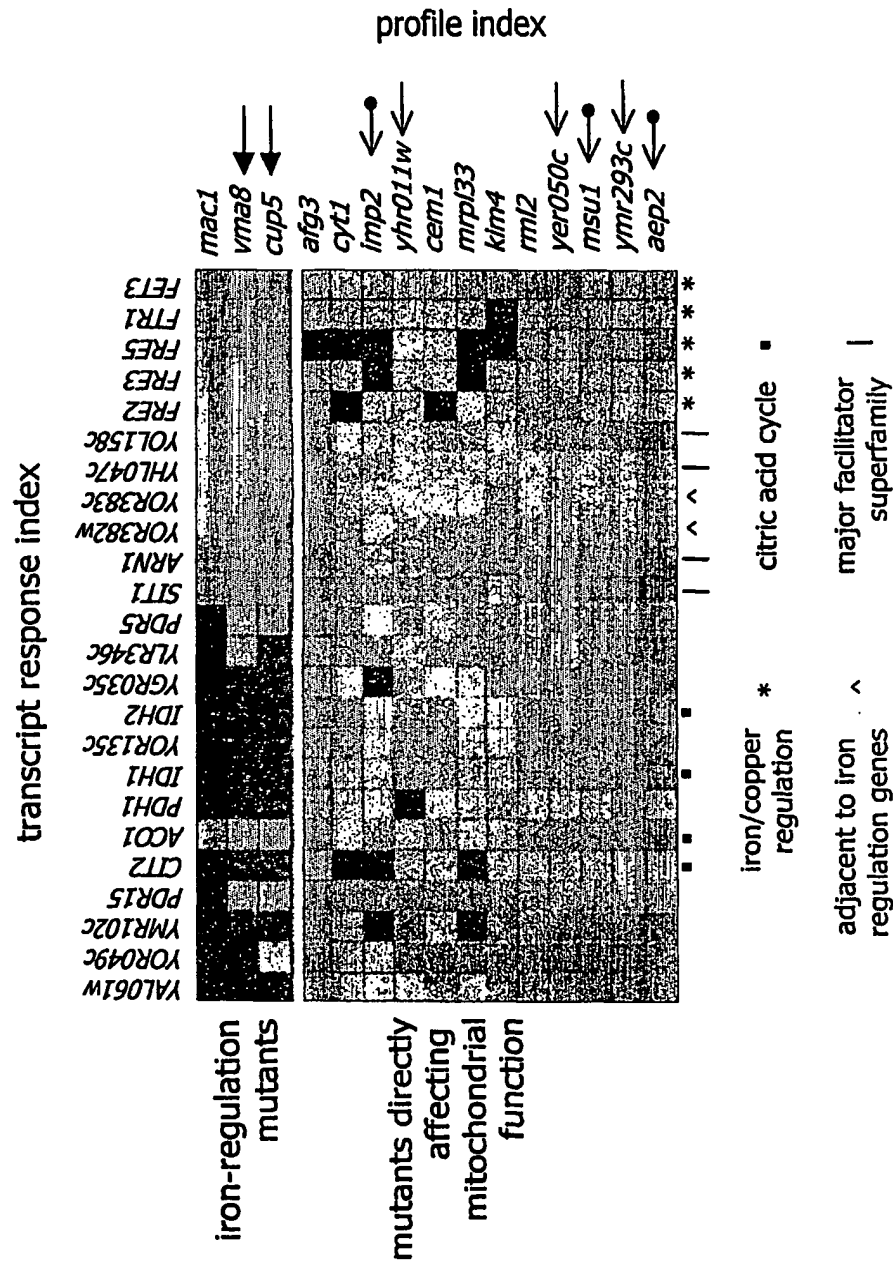 profile index
transcript response index
YAL061w
YOR049c
YMR102c
PDR15
CIT2
ACO1
PDH1
IDH1
YOR135c
IDH2
YGR035c
YLR346c
PDR5
SIT1
ARN1
YOR382w
YOR383c
YHL047c
YOL158c
FRE2
FRE3
FRE5
FTR1
FET3
iron-regulation
mutants
mac1
vma8
cup5
mutants directly
affecting
mitochondrial
function
afg3
cyt1
imp2
yhr011w
cem1
mrpl33
kim4
rml2
yer050c
msu1
ymr293c
aep2
^ ^ * * * * *
iron/copper *
regulation
citric acid cycle
adjacent to iron ^
regulation genes
major facilitator |
superfamily